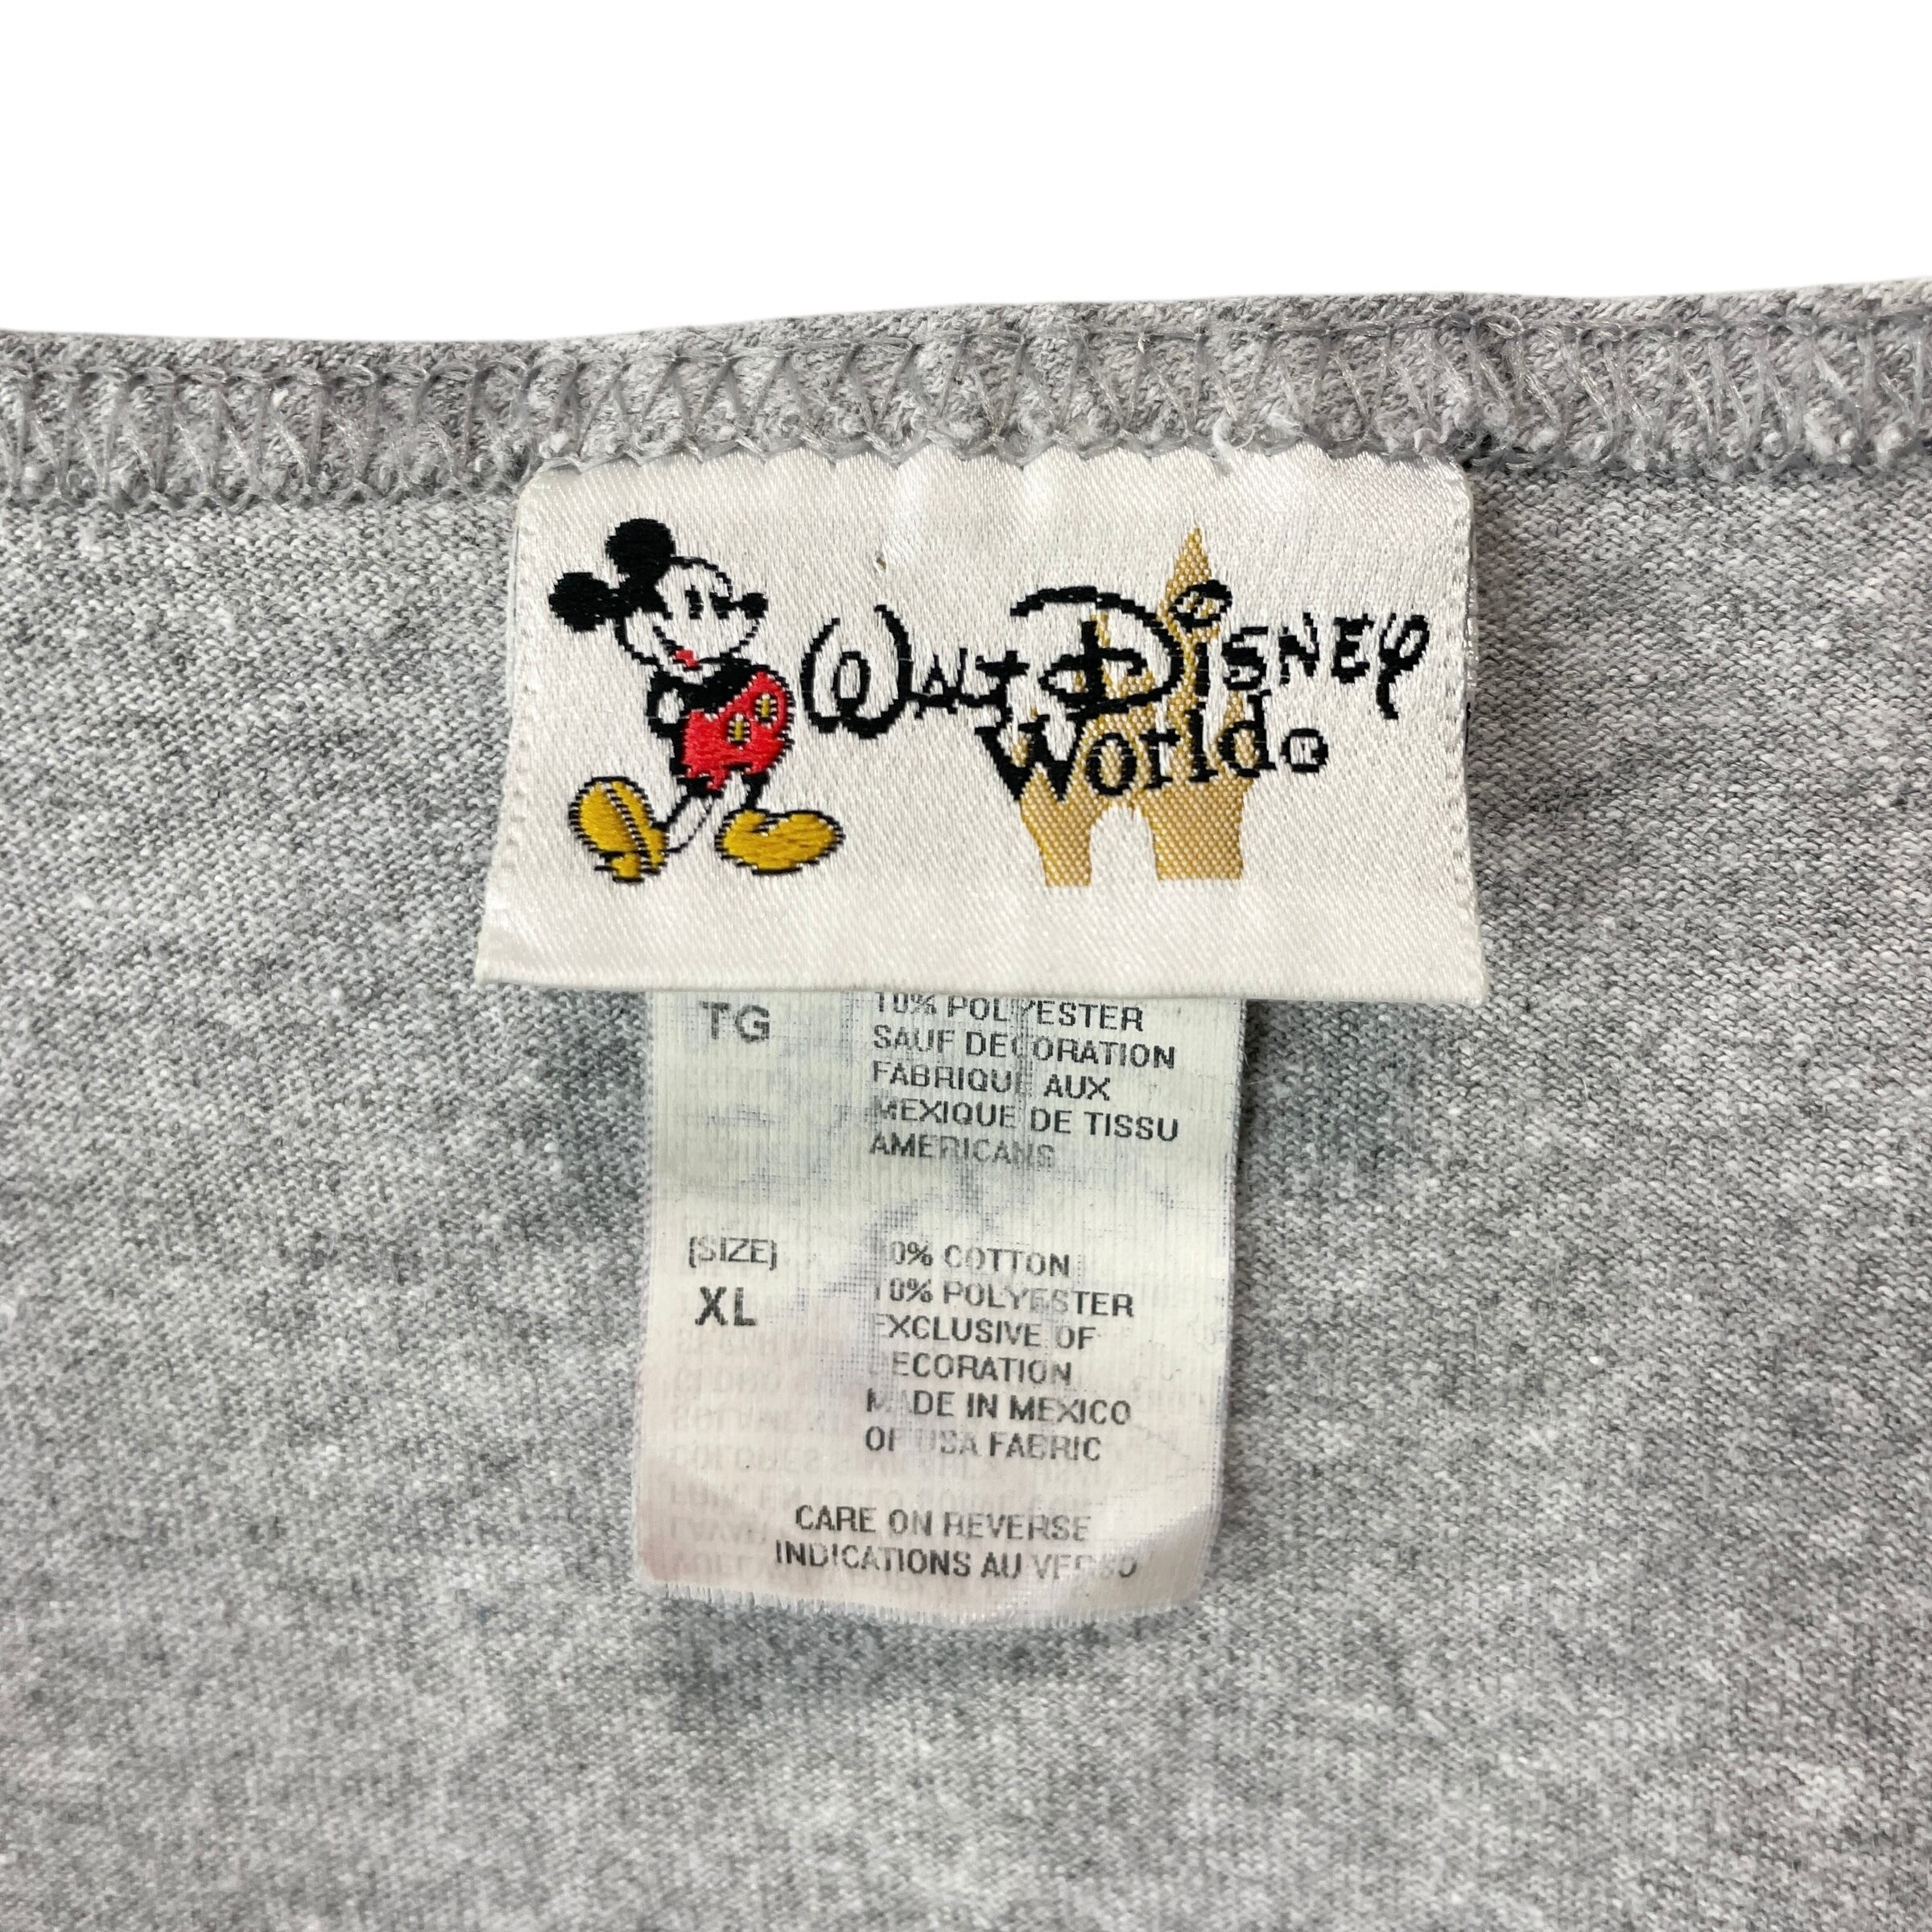 WALT DISNEY
World®
TG
10% POLYESTER
SAUF DECORATION
FABRIQUE AUX
MEXIQUE DE TISSU
AMERICANS
(SIZE)
XL
0% COTTON
10% POLYESTER
EXCLUSIVE OF
DECORATION
MADE IN MEXICO
OF USA FABRIC
CARE ON REVERSE
INDICATIONS AU VERSO